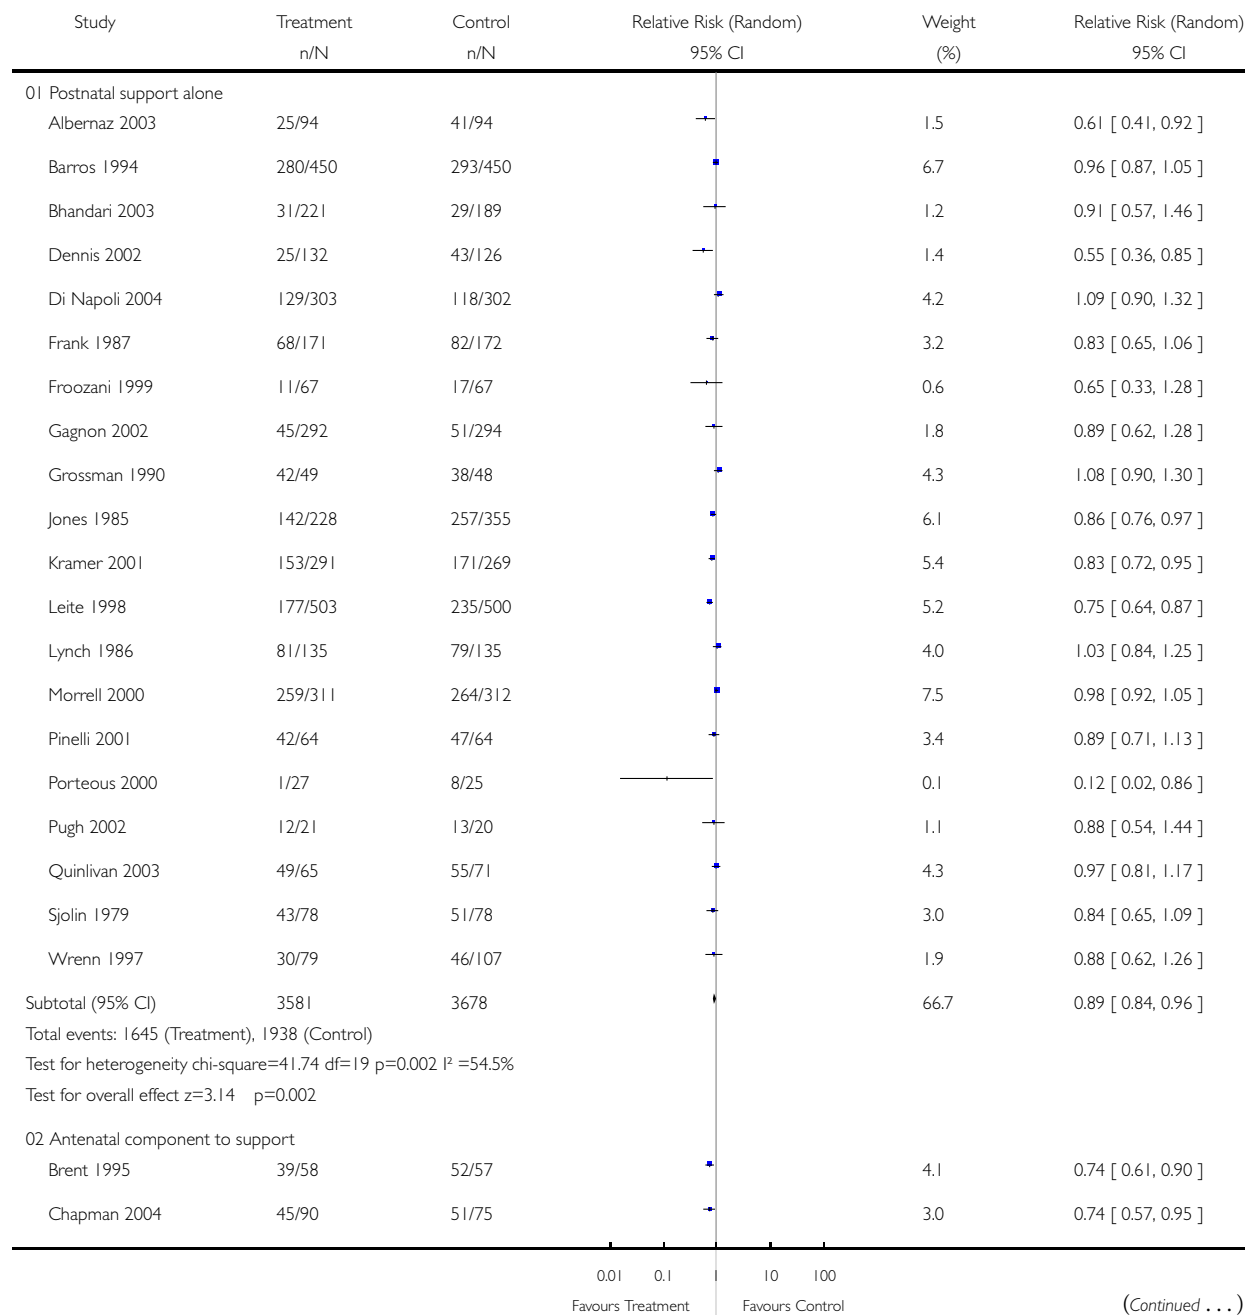 Study Treatment Control Relative Risk (Random) Weight Relative Risk (Random)
n/N n/N 95% CI (%) 95% CI
01 Postnatal support alone
Albernaz 2003 25/94 41/94 1.5 0.61 [ 0.41, 0.92 ]
Barros 1994 280/450 293/450 6.7 0.96 [ 0.87, 1.05 ]
Bhandari 2003 31/221 29/189 1.2 0.91 [ 0.57, 1.46 ]
Dennis 2002 25/132 43/126 1.4 0.55 [ 0.36, 0.85 ]
Di Napoli 2004 129/303 118/302 4.2 1.09 [ 0.90, 1.32 ]
Frank 1987 68/171 82/172 3.2 0.83 [ 0.65, 1.06 ]
Froozani 1999 11/67 17/67 0.6 0.65 [ 0.33, 1.28 ]
Gagnon 2002 45/292 51/294 1.8 0.89 [ 0.62, 1.28 ]
Grossman 1990 42/49 38/48 4.3 1.08 [ 0.90, 1.30 ]
Jones 1985 142/228 257/355 6.1 0.86 [ 0.76, 0.97 ]
Kramer 2001 153/291 171/269 5.4 0.83 [ 0.72, 0.95 ]
Leite 1998 177/503 235/500 5.2 0.75 [ 0.64, 0.87 ]
Lynch 1986 81/135 79/135 4.0 1.03 [ 0.84, 1.25 ]
Morrell 2000 259/311 264/312 7.5 0.98 [ 0.92, 1.05 ]
Pinelli 2001 42/64 47/64 3.4 0.89 [ 0.71, 1.13 ]
Porteous 2000 1/27 8/25 0.1 0.12 [ 0.02, 0.86 ]
Pugh 2002 12/21 13/20 1.1 0.88 [ 0.54, 1.44 ]
Quinlivan 2003 49/65 55/71 4.3 0.97 [ 0.81, 1.17 ]
Sjolin 1979 43/78 51/78 3.0 0.84 [ 0.65, 1.09 ]
Wrenn 1997 30/79 46/107 1.9 0.88 [ 0.62, 1.26 ]
Subtotal (95% CI) 3581 3678 66.7 0.89 [ 0.84, 0.96 ]
Total events: 1645 (Treatment), 1938 (Control)
Test for heterogeneity chi-square=41.74 df=19 p=0.002 I² =54.5%
Test for overall effect z=3.14 p=0.002
02 Antenatal component to support
Brent 1995 39/58 52/57 4.1 0.74 [ 0.61, 0.90 ]
Chapman 2004 45/90 51/75 3.0 0.74 [ 0.57, 0.95 ]
0.01 0.1 1 10 100
Favours Treatment Favours Control (Continued . . . )